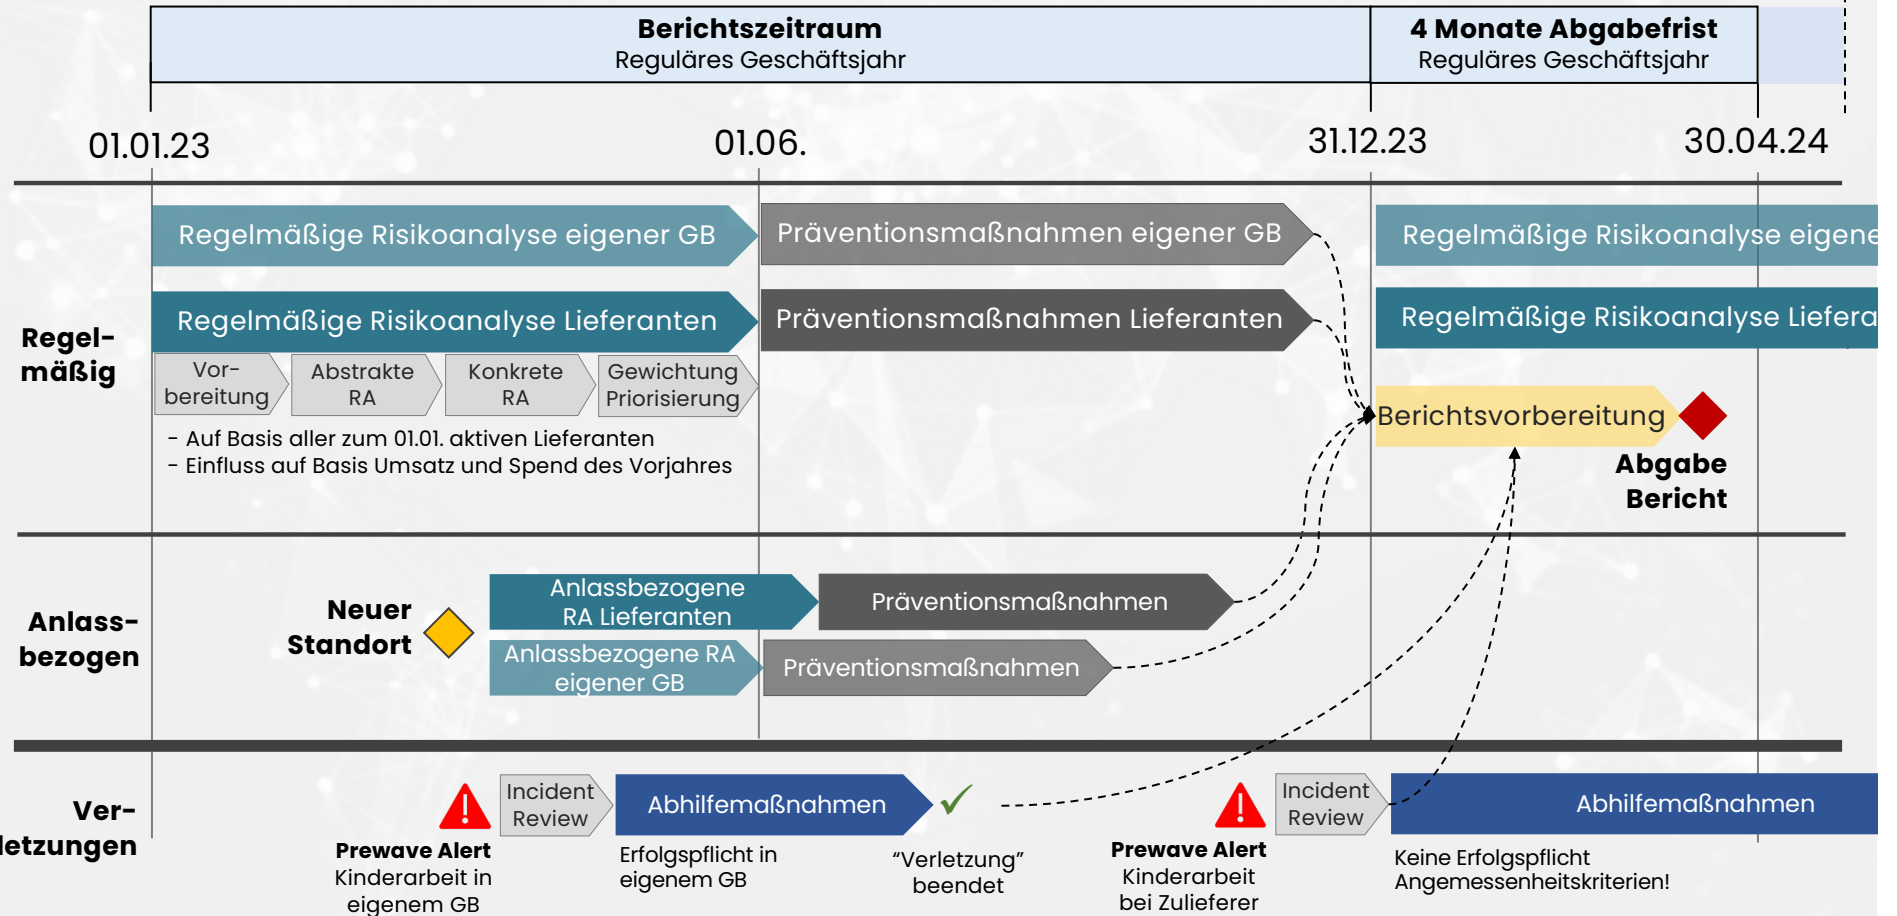 Berichtszeitraum
Reguläres Geschäftsjahr
4 Monate Abgabefrist
Reguläres Geschäftsjahr
01.01.23
01.06.
31.12.23
30.04.24
Regel-
mäßig
Regelmäßige Risikoanalyse eigener GB
Präventionsmaßnahmen eigener GB
Regelmäßige Risikoanalyse eigene
Regelmäßige Risikoanalyse Lieferanten
Präventionsmaßnahmen Lieferanten
Regelmäßige Risikoanalyse Liefera
Vor-
bereitung
Abstrakte
RA
Konkrete
RA
Gewichtung
Priorisierung
- Auf Basis aller zum 01.01. aktiven Lieferanten
- Einfluss auf Basis Umsatz und Spend des Vorjahres
Berichtsvorbereitung
Abgabe
Bericht
Anlass-
bezogen
Neuer
Standort
Anlassbezogene
RA Lieferanten
Präventionsmaßnahmen
Anlassbezogene RA
eigener GB
Präventionsmaßnahmen
Ver-
letzungen
Prewave Alert
Kinderarbeit in
eigenem GB
Incident
Review
Abhilfemaßnahmen
Erfolgspflicht in
eigenem GB
“Verletzung”
beendet
Prewave Alert
Kinderarbeit
bei Zulieferer
Incident
Review
Abhilfemaßnahmen
Keine Erfolgspflicht
Angemessenheitskriterien!